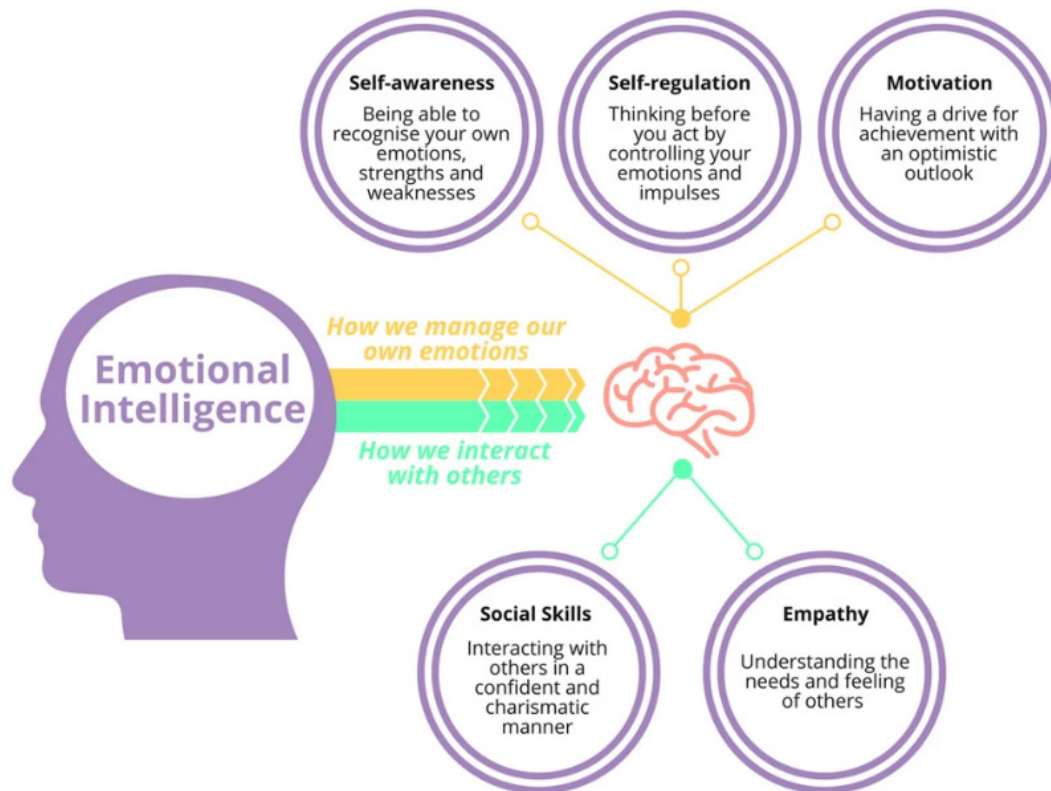 Self-awareness
Being able to
recognise your own
emotions,
strengths and
weaknesses
Self-regulation
Thinking before
you act by
controlling your
emotions and
impulses
Motivation
Having a drive for
achievement with
an optimistic
outlook
Emotional
Intelligence
How we manage our
own emotions
How we interact
with others
Social Skills
Interacting with
others in a
confident and
charismatic
manner
Empathy
Understanding the
needs and feeling
of others